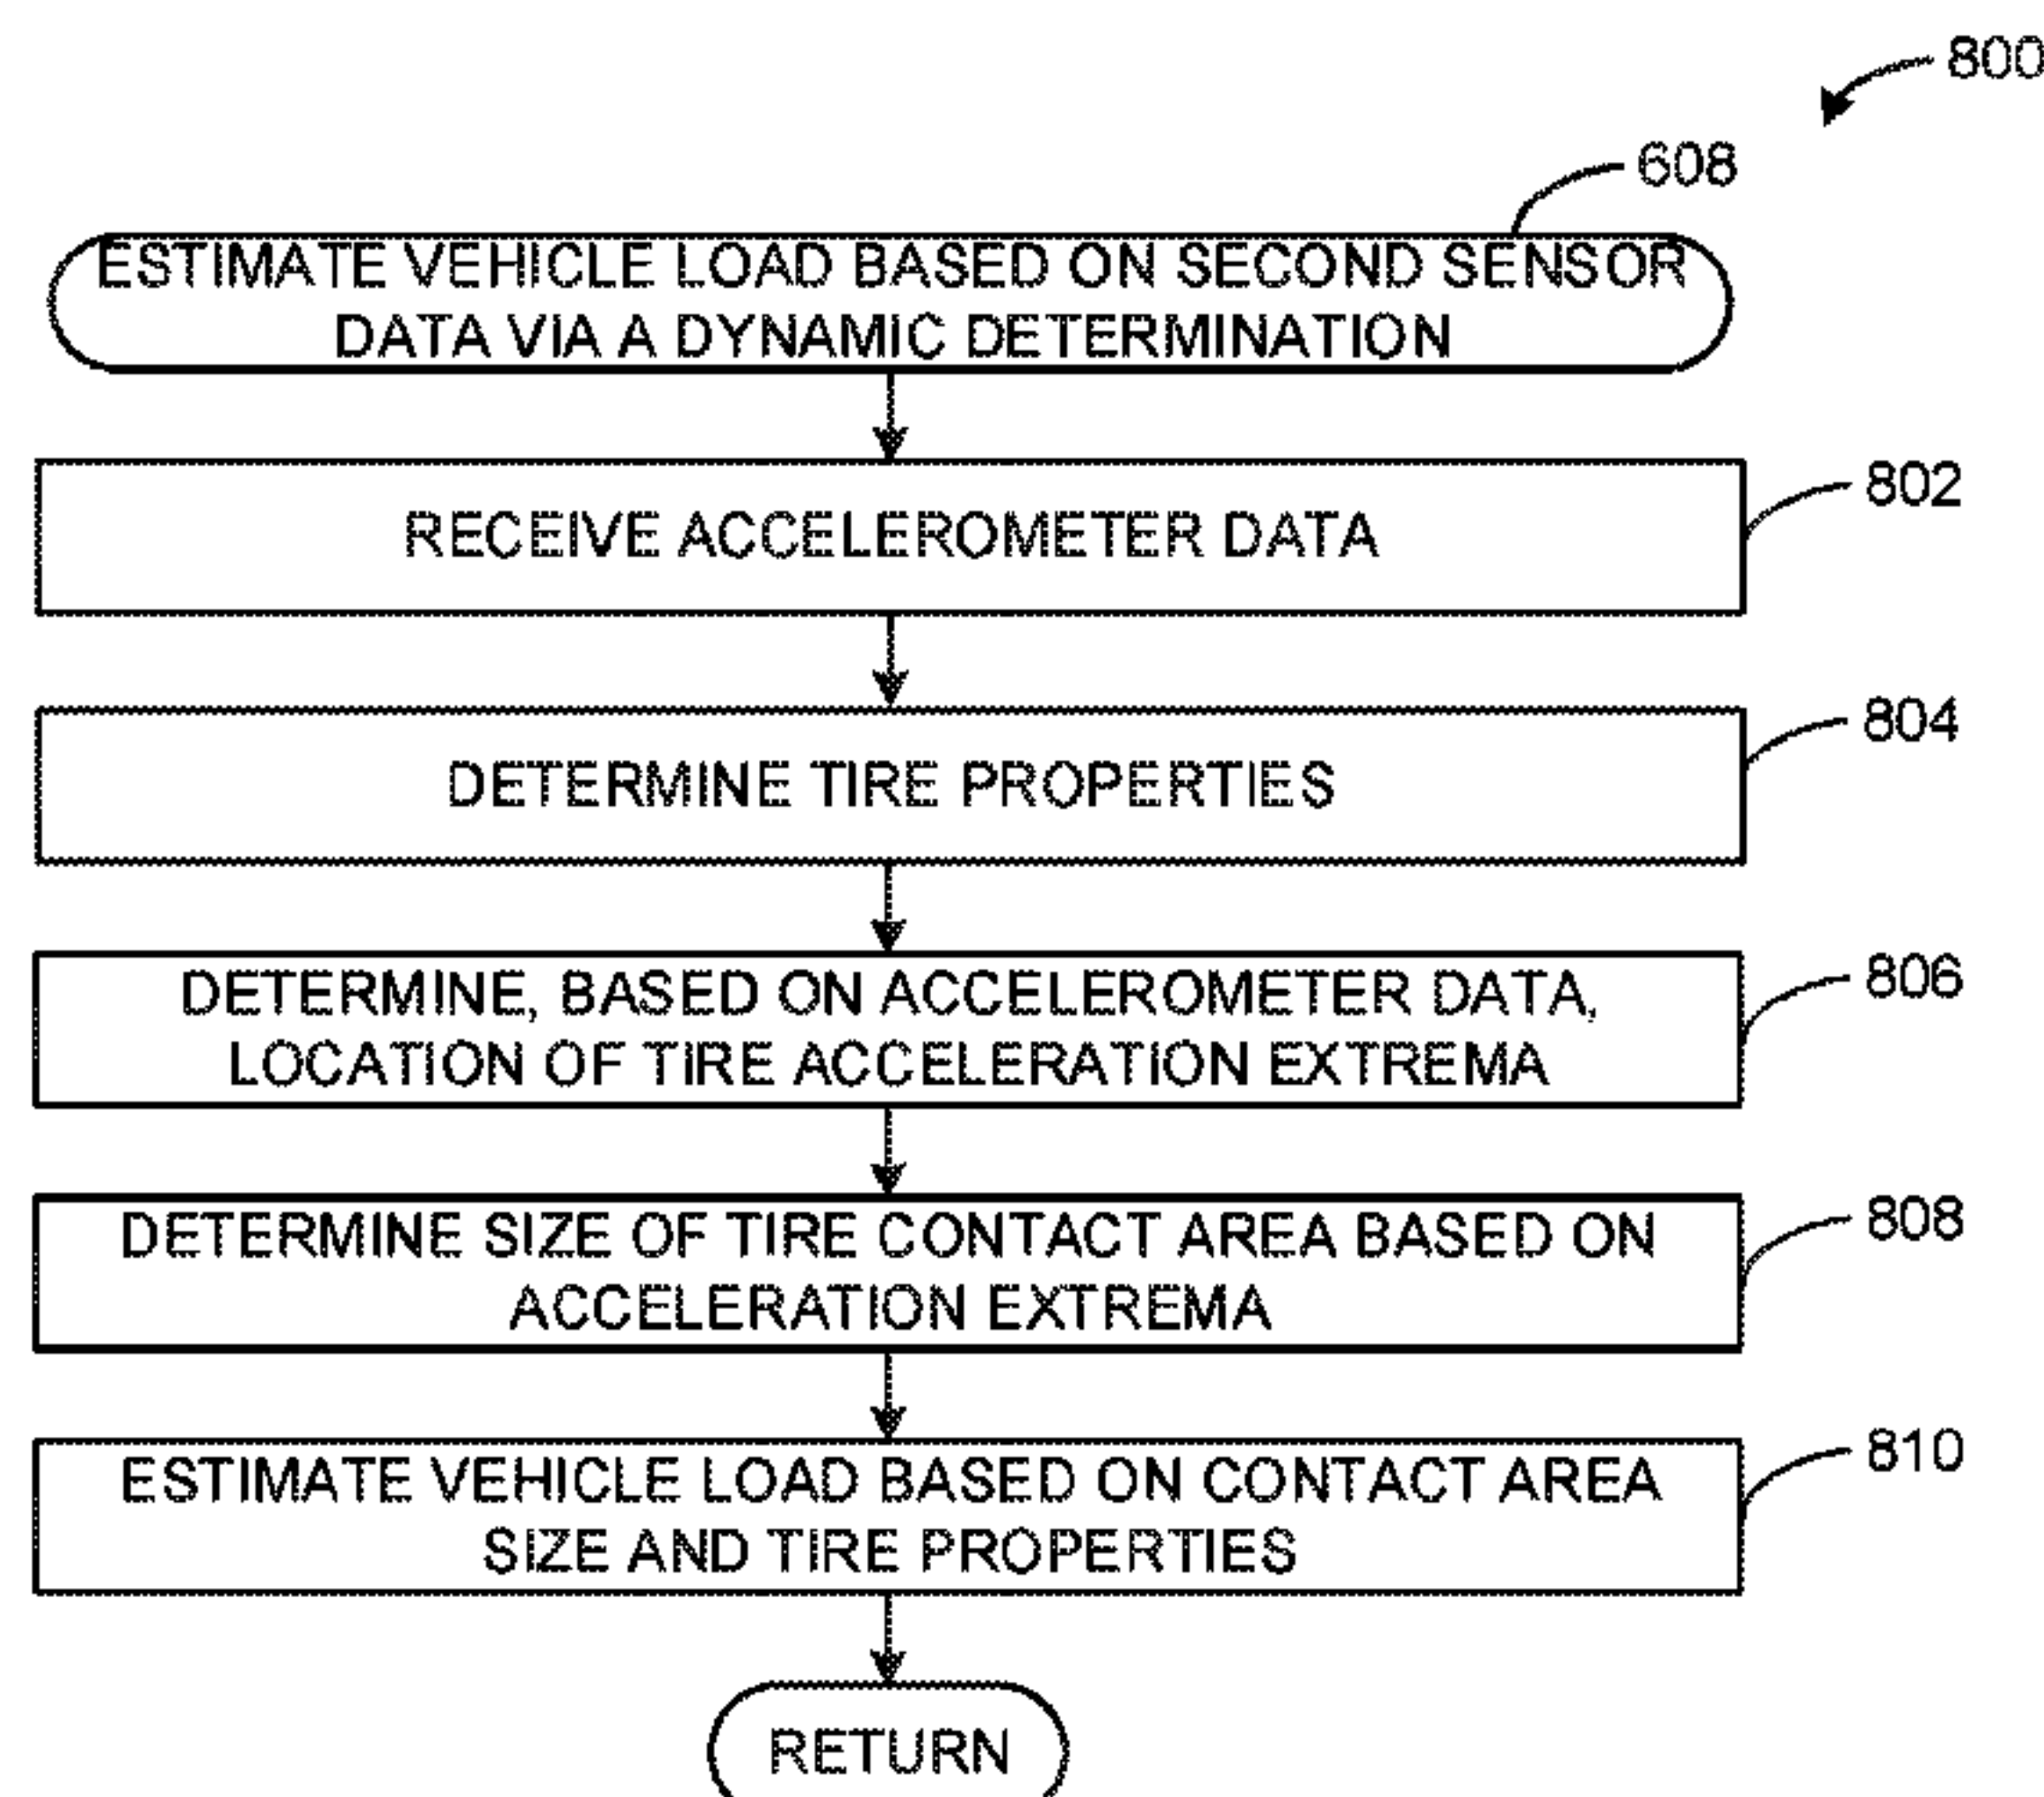 800
608
ESTIMATE VEHICLE LOAD BASED ON SECOND SENSOR
DATA VIA A DYNAMIC DETERMINATION
802
RECEIVE ACCELEROMETER DATA
804
DETERMINE TIRE PROPERTIES
806
DETERMINE, BASED ON ACCELEROMETER DATA,
LOCATION OF TIRE ACCELERATION EXTREMA
808
DETERMINE SIZE OF TIRE CONTACT AREA BASED ON
ACCELERATION EXTREMA
810
ESTIMATE VEHICLE LOAD BASED ON CONTACT AREA
SIZE AND TIRE PROPERTIES
RETURN